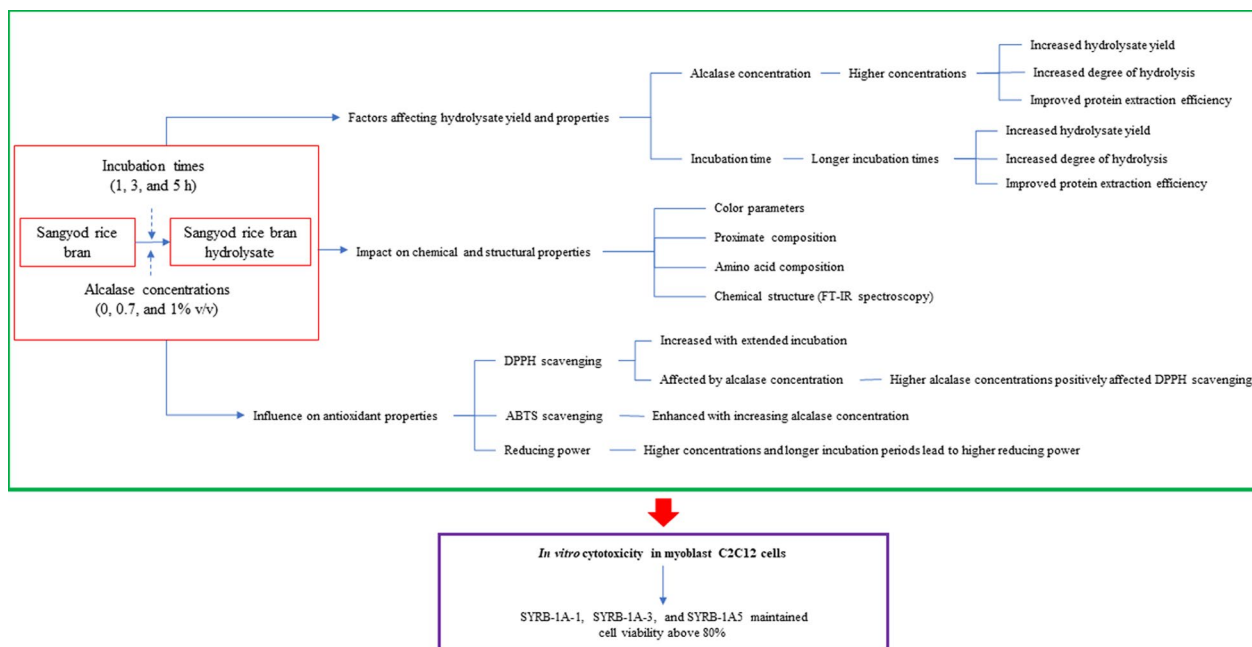 Incubation times
(1, 3, and 5 h)
Sangyod rice
bran
Sangyod rice bran
hydrolysate
Alcalase concentrations
(0, 0.7, and 1% v/v)
Factors affecting hydrolysate yield and properties
Alcalase concentration
Higher concentrations
Increased hydrolysate yield
Increased degree of hydrolysis
Improved protein extraction efficiency
Incubation time
Longer incubation times
Increased hydrolysate yield
Increased degree of hydrolysis
Improved protein extraction efficiency
Impact on chemical and structural properties
Color parameters
Proximate composition
Amino acid composition
Chemical structure (FT-IR spectroscopy)
Influence on antioxidant properties
DPPH scavenging
Increased with extended incubation
Affected by alcalase concentration
Higher alcalase concentrations positively affected DPPH scavenging
ABTS scavenging
Enhanced with increasing alcalase concentration
Reducing power
Higher concentrations and longer incubation periods lead to higher reducing power
In vitro cytotoxicity in myoblast C2C12 cells
SYRB-1A-1, SYRB-1A-3, and SYRB-1A5 maintained
cell viability above 80%